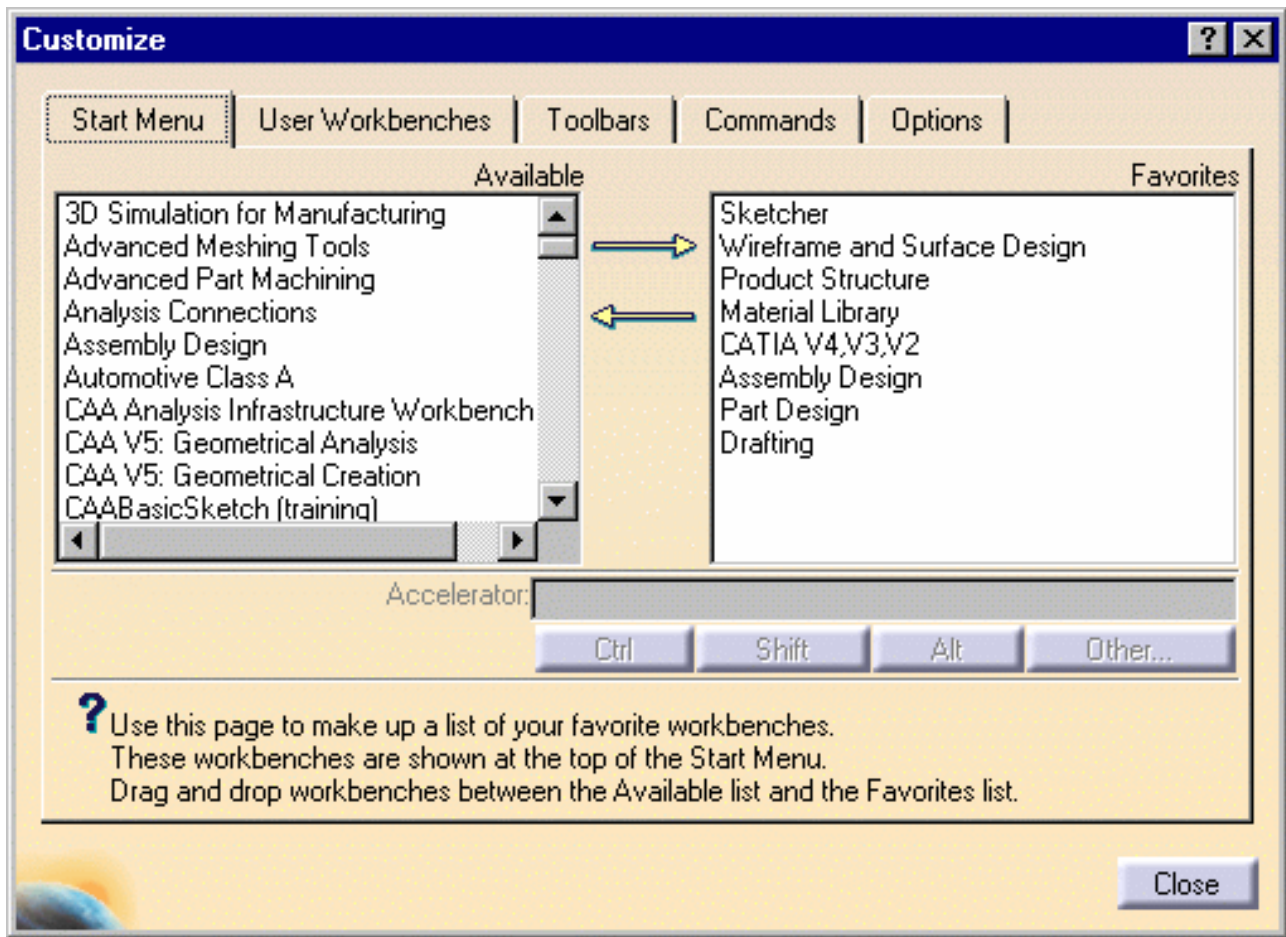 Customize
Start Menu
User Workbenches
Toolbars
Commands
Options
Available
3D Simulation for Manufacturing
Advanced Meshing Tools
Advanced Part Machining
Analysis Connections
Assembly Design
Automotive Class A
CAA Analysis Infrastructure Workbench
CAA V5: Geometrical Analysis
CAA V5: Geometrical Creation
CAABasicSketch (training)
Favorites
Sketcher
Wireframe and Surface Design
Product Structure
Material Library
CATIA V4,V3,V2
Assembly Design
Part Design
Drafting
Accelerator:
Ctrl
Shift
Alt
Other...
? Use this page to make up a list of your favorite workbenches.
These workbenches are shown at the top of the Start Menu.
Drag and drop workbenches between the Available list and the Favorites list.
Close